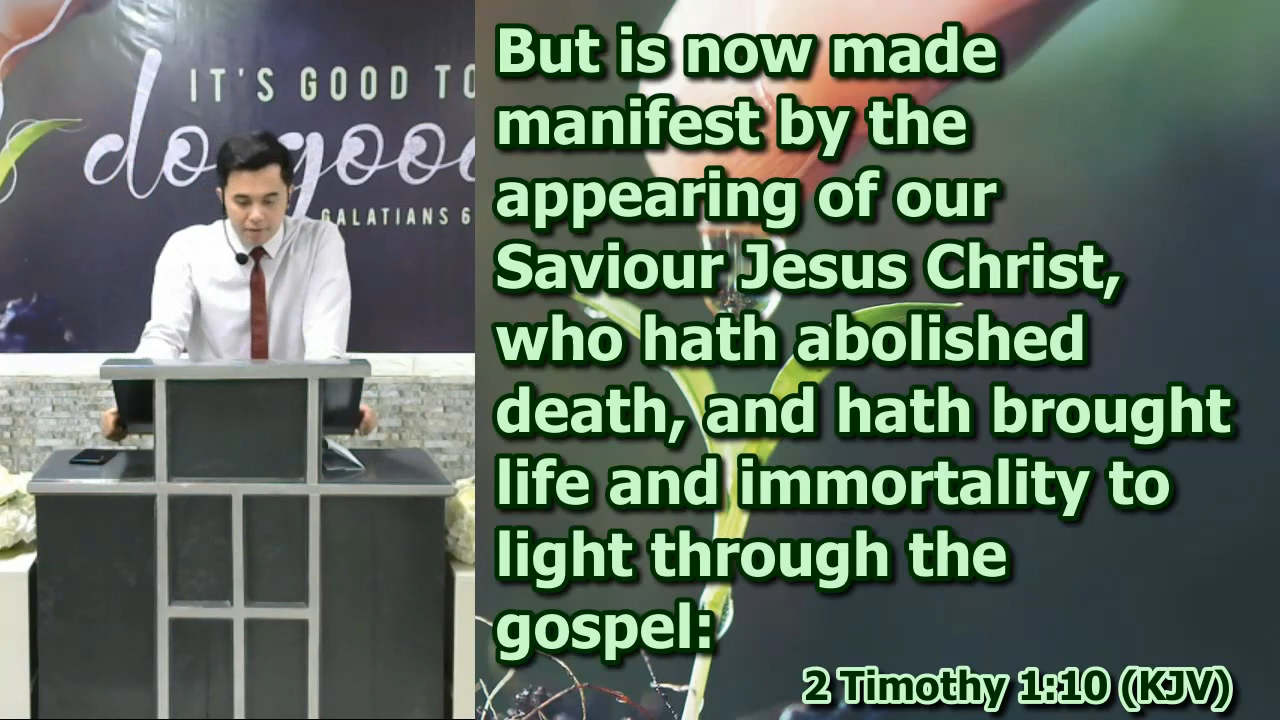 IT'S GOOD TO
do good
GALATIANS 6
But is now made
manifest by the
appearing of our
Saviour Jesus Christ,
who hath abolished
death, and hath brought
life and immortality to
light through the
gospel:
2 Timothy 1:10 (KJV)